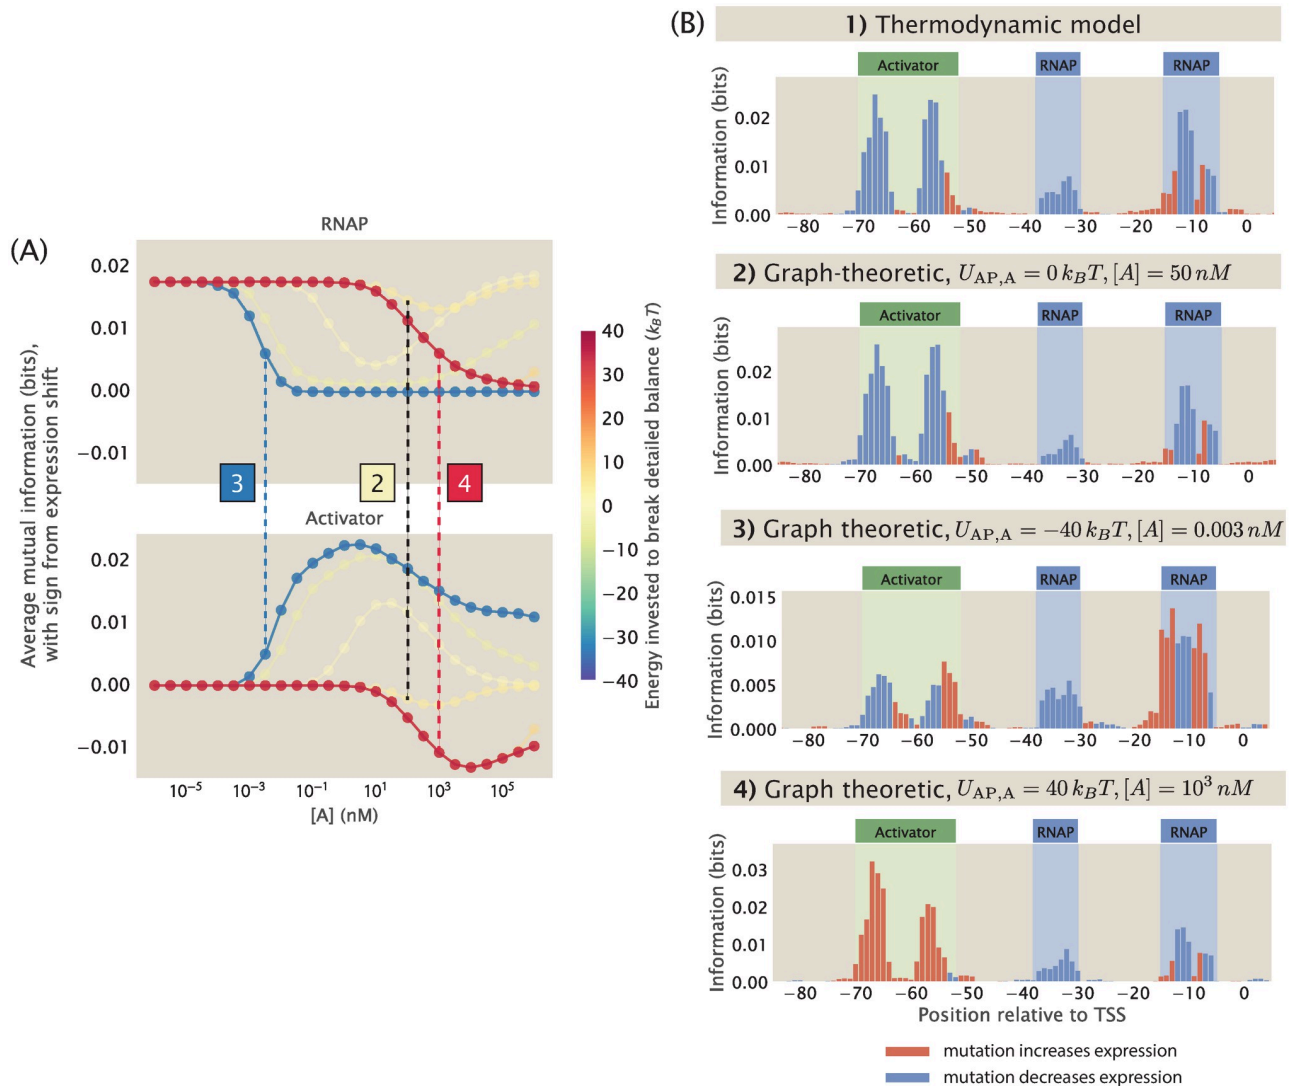 (A)
RNAP
0.02
0.01
0.00
−0.01
Average mutual information (bits),
with sign from expression shift
3
2
4
Activator
0.02
0.01
0.00
−0.01
10⁻⁵ 10⁻³ 10⁻¹ 10¹ 10³ 10⁵
[A] (nM)
40
30
20
10
0
−10
−20
−30
−40
Energy invested to break detailed balance (k_BT)
(B)
1) Thermodynamic model
Activator RNAP RNAP
Information (bits)
0.02
0.01
0.00
−80 −70 −60 −50 −40 −30 −20 −10 0
2) Graph-theoretic, U_AP,A = 0 k_BT, [A] = 50 nM
Activator RNAP RNAP
Information (bits)
0.02
0.01
0.00
−80 −70 −60 −50 −40 −30 −20 −10 0
3) Graph theoretic, U_AP,A = −40 k_BT, [A] = 0.003 nM
Activator RNAP RNAP
Information (bits)
0.015
0.010
0.005
0.000
−80 −70 −60 −50 −40 −30 −20 −10 0
4) Graph theoretic, U_AP,A = 40 k_BT, [A] = 10³ nM
Activator RNAP RNAP
Information (bits)
0.03
0.02
0.01
0.00
−80 −70 −60 −50 −40 −30 −20 −10 0
Position relative to TSS
mutation increases expression
mutation decreases expression